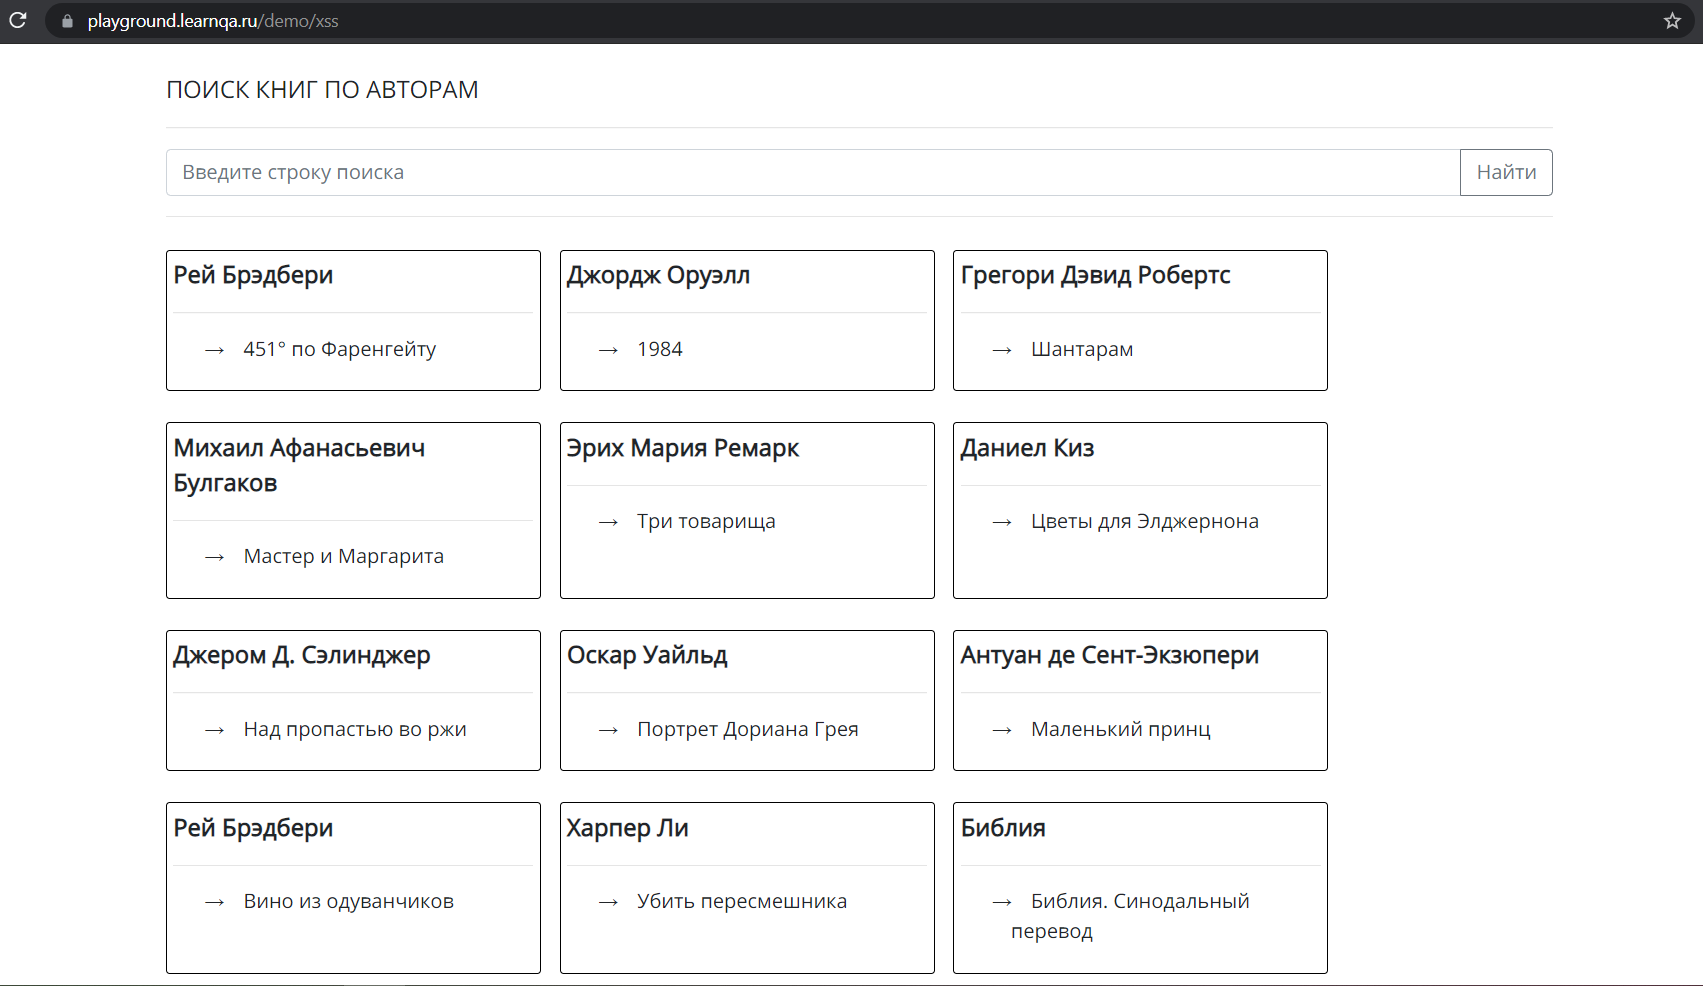 playground.learnqa.ru/demo/xss
ПОИСК КНИГ ПО АВТОРАМ
Введите строку поиска
Найти
Рей Брэдбери
→ 451° по Фаренгейту
Джордж Оруэлл
→ 1984
Грегори Дэвид Робертс
→ Шантарам
Михаил Афанасьевич
Булгаков
→ Мастер и Маргарита
Эрих Мария Ремарк
→ Три товарища
Даниел Киз
→ Цветы для Элджернона
Джером Д. Сэлинджер
→ Над пропастью во ржи
Оскар Уайльд
→ Портрет Дориана Грея
Антуан де Сент-Экзюпери
→ Маленький принц
Рей Брэдбери
→ Вино из одуванчиков
Харпер Ли
→ Убить пересмешника
Библия
→ Библия. Синодальный
перевод